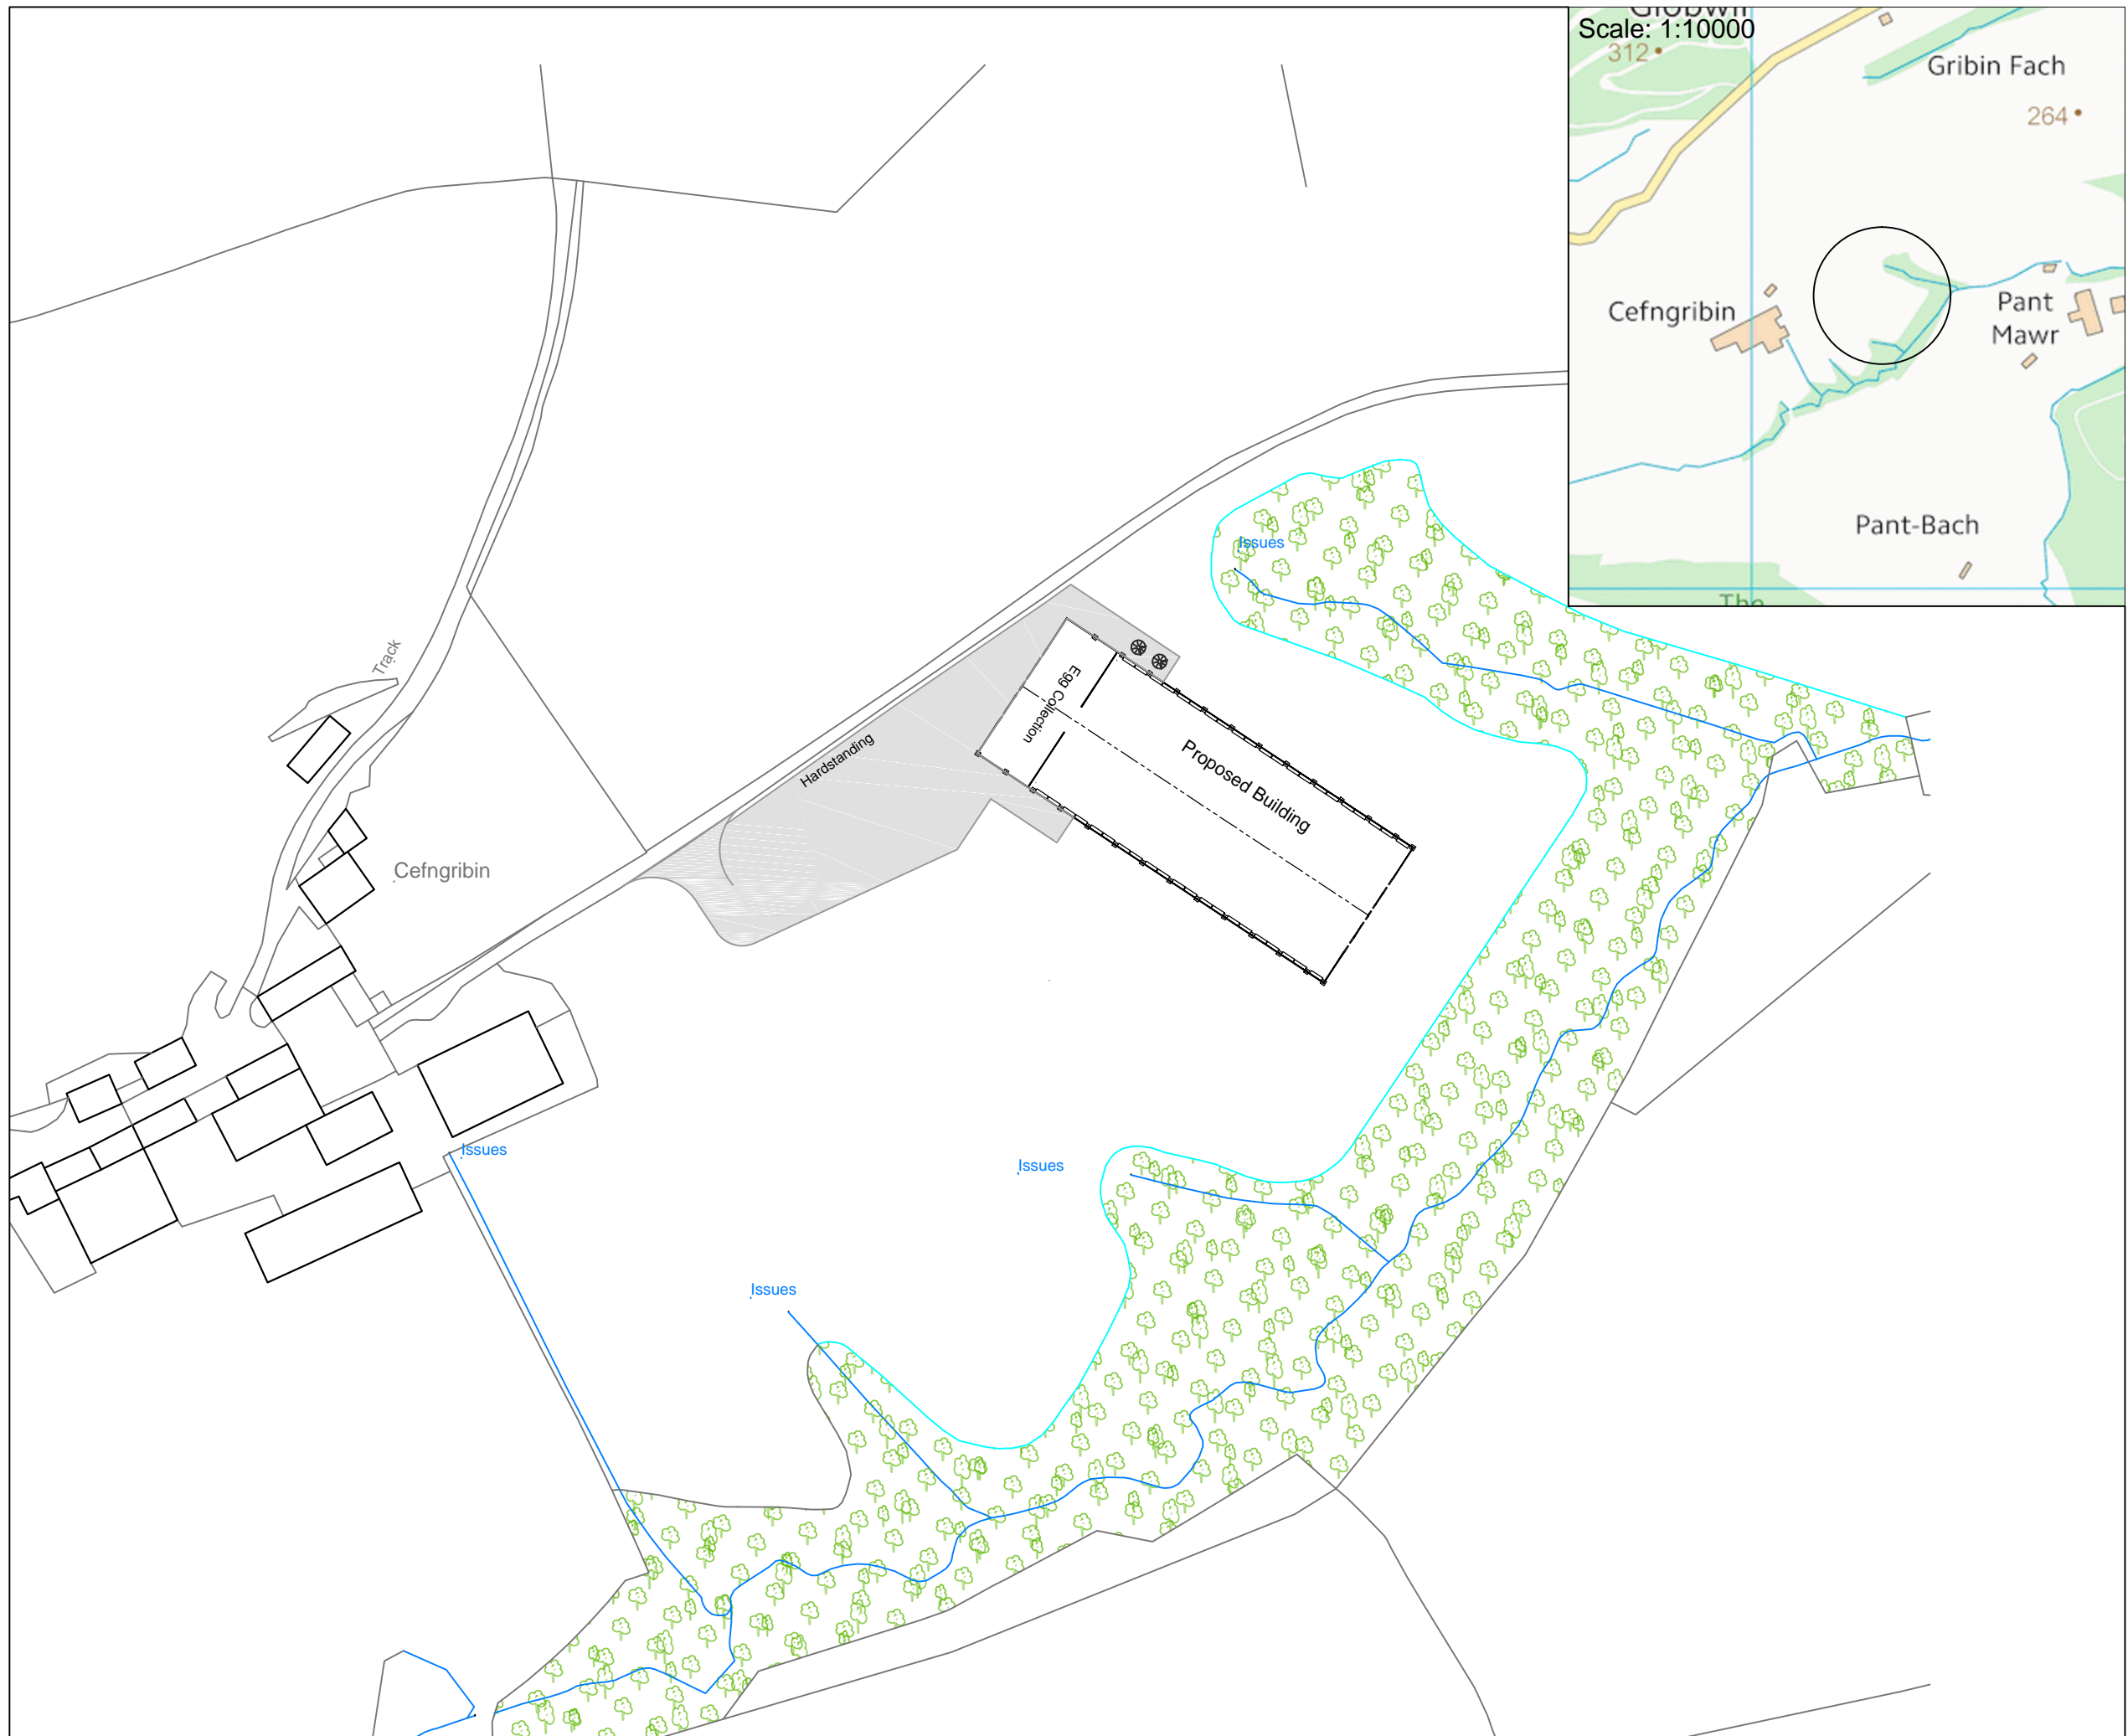 Scale: 1:10000
312
Gribin Fach
264
Cefngribin
Pant
Mawr
Pant-Bach
The
Issues
Track
Egg Collection
Proposed Building
Hardstanding
Cefngribin
Issues
Issues
Issues